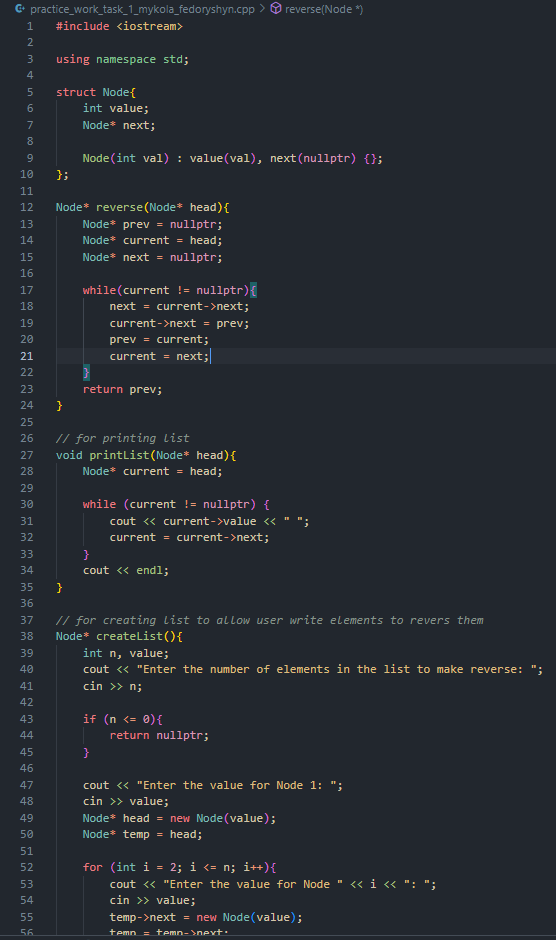 practice_work_task_1_mykola_fedoryshyn.cpp > reverse(Node *)
1 #include <iostream>
2
3 using namespace std;
4
5 struct Node{
6 int value;
7 Node* next;
8
9 Node(int val) : value(val), next(nullptr) {};
10 };
11
12 Node* reverse(Node* head){
13 Node* prev = nullptr;
14 Node* current = head;
15 Node* next = nullptr;
16
17 while(current != nullptr){
18 next = current->next;
19 current->next = prev;
20 prev = current;
21 current = next;
22 }
23 return prev;
24 }
25
26 // for printing list
27 void printList(Node* head){
28 Node* current = head;
29
30 while (current != nullptr) {
31 cout << current->value << " ";
32 current = current->next;
33 }
34 cout << endl;
35 }
36
37 // for creating list to allow user write elements to revers them
38 Node* createList(){
39 int n, value;
40 cout << "Enter the number of elements in the list to make reverse: ";
41 cin >> n;
42
43 if (n <= 0){
44 return nullptr;
45 }
46
47 cout << "Enter the value for Node 1: ";
48 cin >> value;
49 Node* head = new Node(value);
50 Node* temp = head;
51
52 for (int i = 2; i <= n; i++){
53 cout << "Enter the value for Node " << i << ": ";
54 cin >> value;
55 temp->next = new Node(value);
56 temp = temp->next;